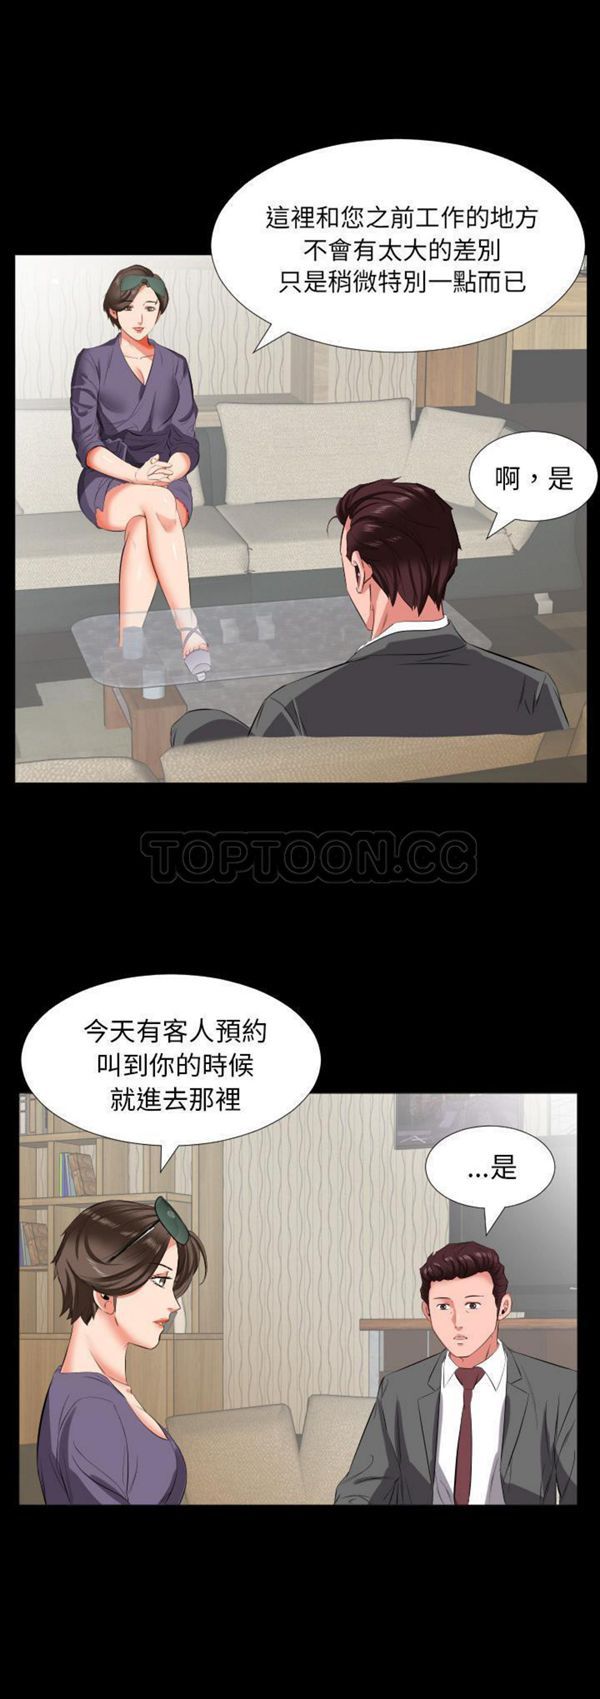 這裡和您之前工作的地方
不會有太大的差別
只是稍微特別一點而已
啊，是
TOPTOON.CC
今天有客人預約
叫到你的時候
就進去那裡
...是